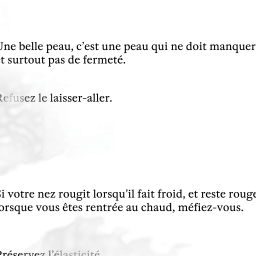 Une belle peau, c’est une peau qui ne doit manquer
et surtout pas de fermeté.
Refusez le laisser-aller.
Si votre nez rougit lorsqu’il fait froid, et reste rouge
lorsque vous êtes rentrée au chaud, méfiez-vous.
Préservez l’élasticité